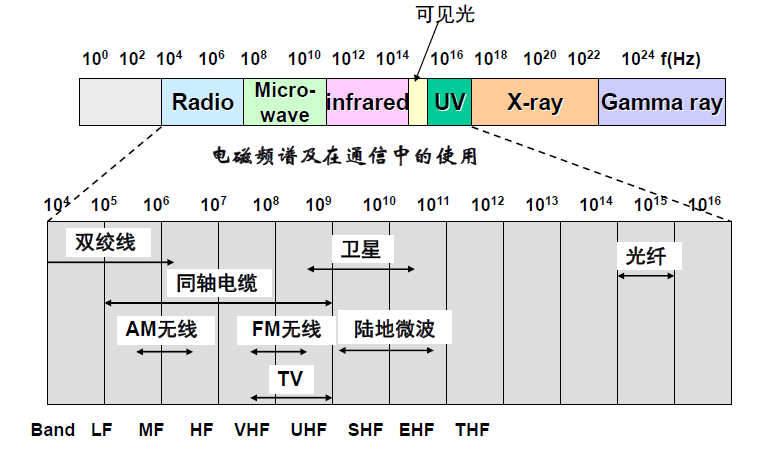 可见光
10⁰ 10² 10⁴ 10⁶ 10⁸ 10¹⁰ 10¹² 10¹⁴ 10¹⁶ 10¹⁸ 10²⁰ 10²² 10²⁴ f(Hz)
Radio Micro-wave infrared UV X-ray Gamma ray
电磁频谱及在通信中的使用
10⁴ 10⁵ 10⁶ 10⁷ 10⁸ 10⁹ 10¹⁰ 10¹¹ 10¹² 10¹³ 10¹⁴ 10¹⁵ 10¹⁶
双绞线 卫星 光纤
同轴电缆
AM无线 FM无线 陆地微波
TV
Band LF MF HF VHF UHF SHF EHF THF